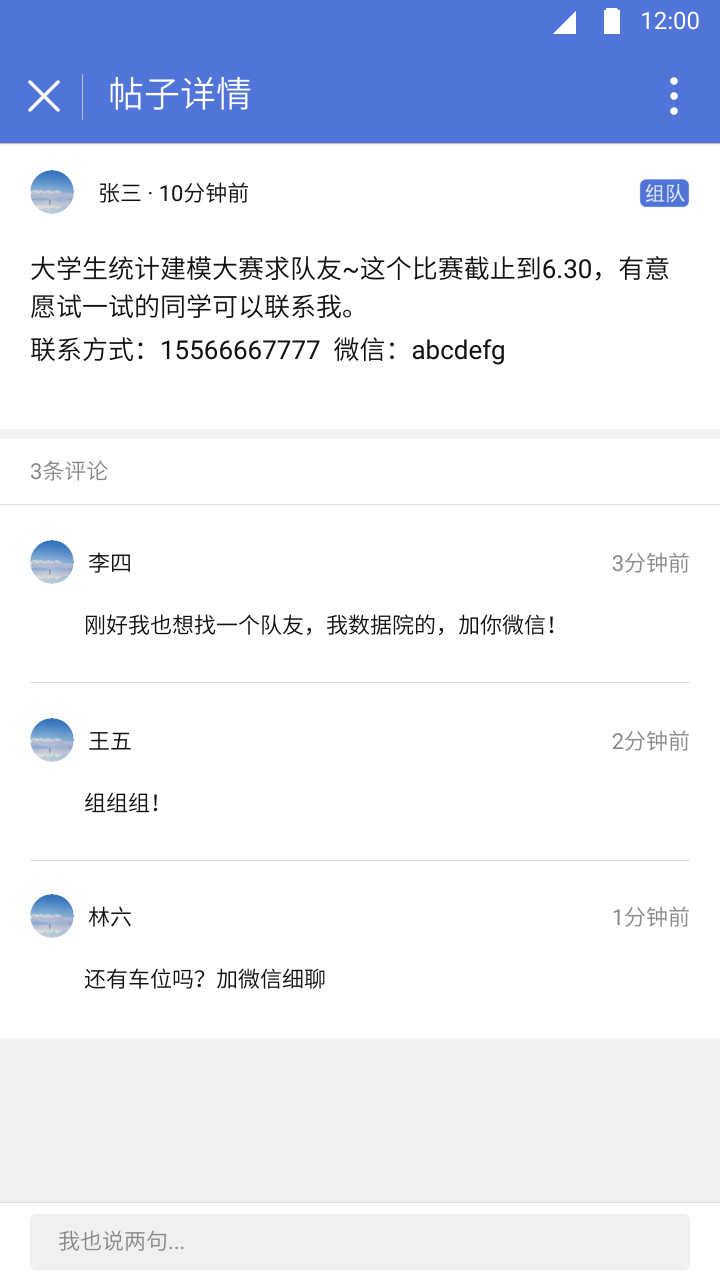 12:00
帖子详情
张三 · 10分钟前
组队
大学生统计建模大赛求队友~这个比赛截止到6.30，有意
愿试一试的同学可以联系我。
联系方式：15566667777 微信：abcdefg
3条评论
李四
3分钟前
刚好我也想找一个队友，我数据院的，加你微信！
王五
2分钟前
组组组！
林六
1分钟前
还有车位吗？加微信细聊
我也说两句...